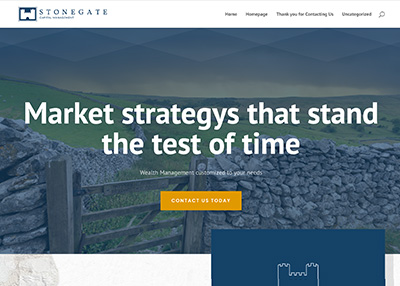 STONEGATE
CAPITAL MANAGEMENT
Home Homepage Thank you for Contacting Us Uncategorized
Market strategys that stand
the test of time
Wealth Management customized to your needs
CONTACT US TODAY